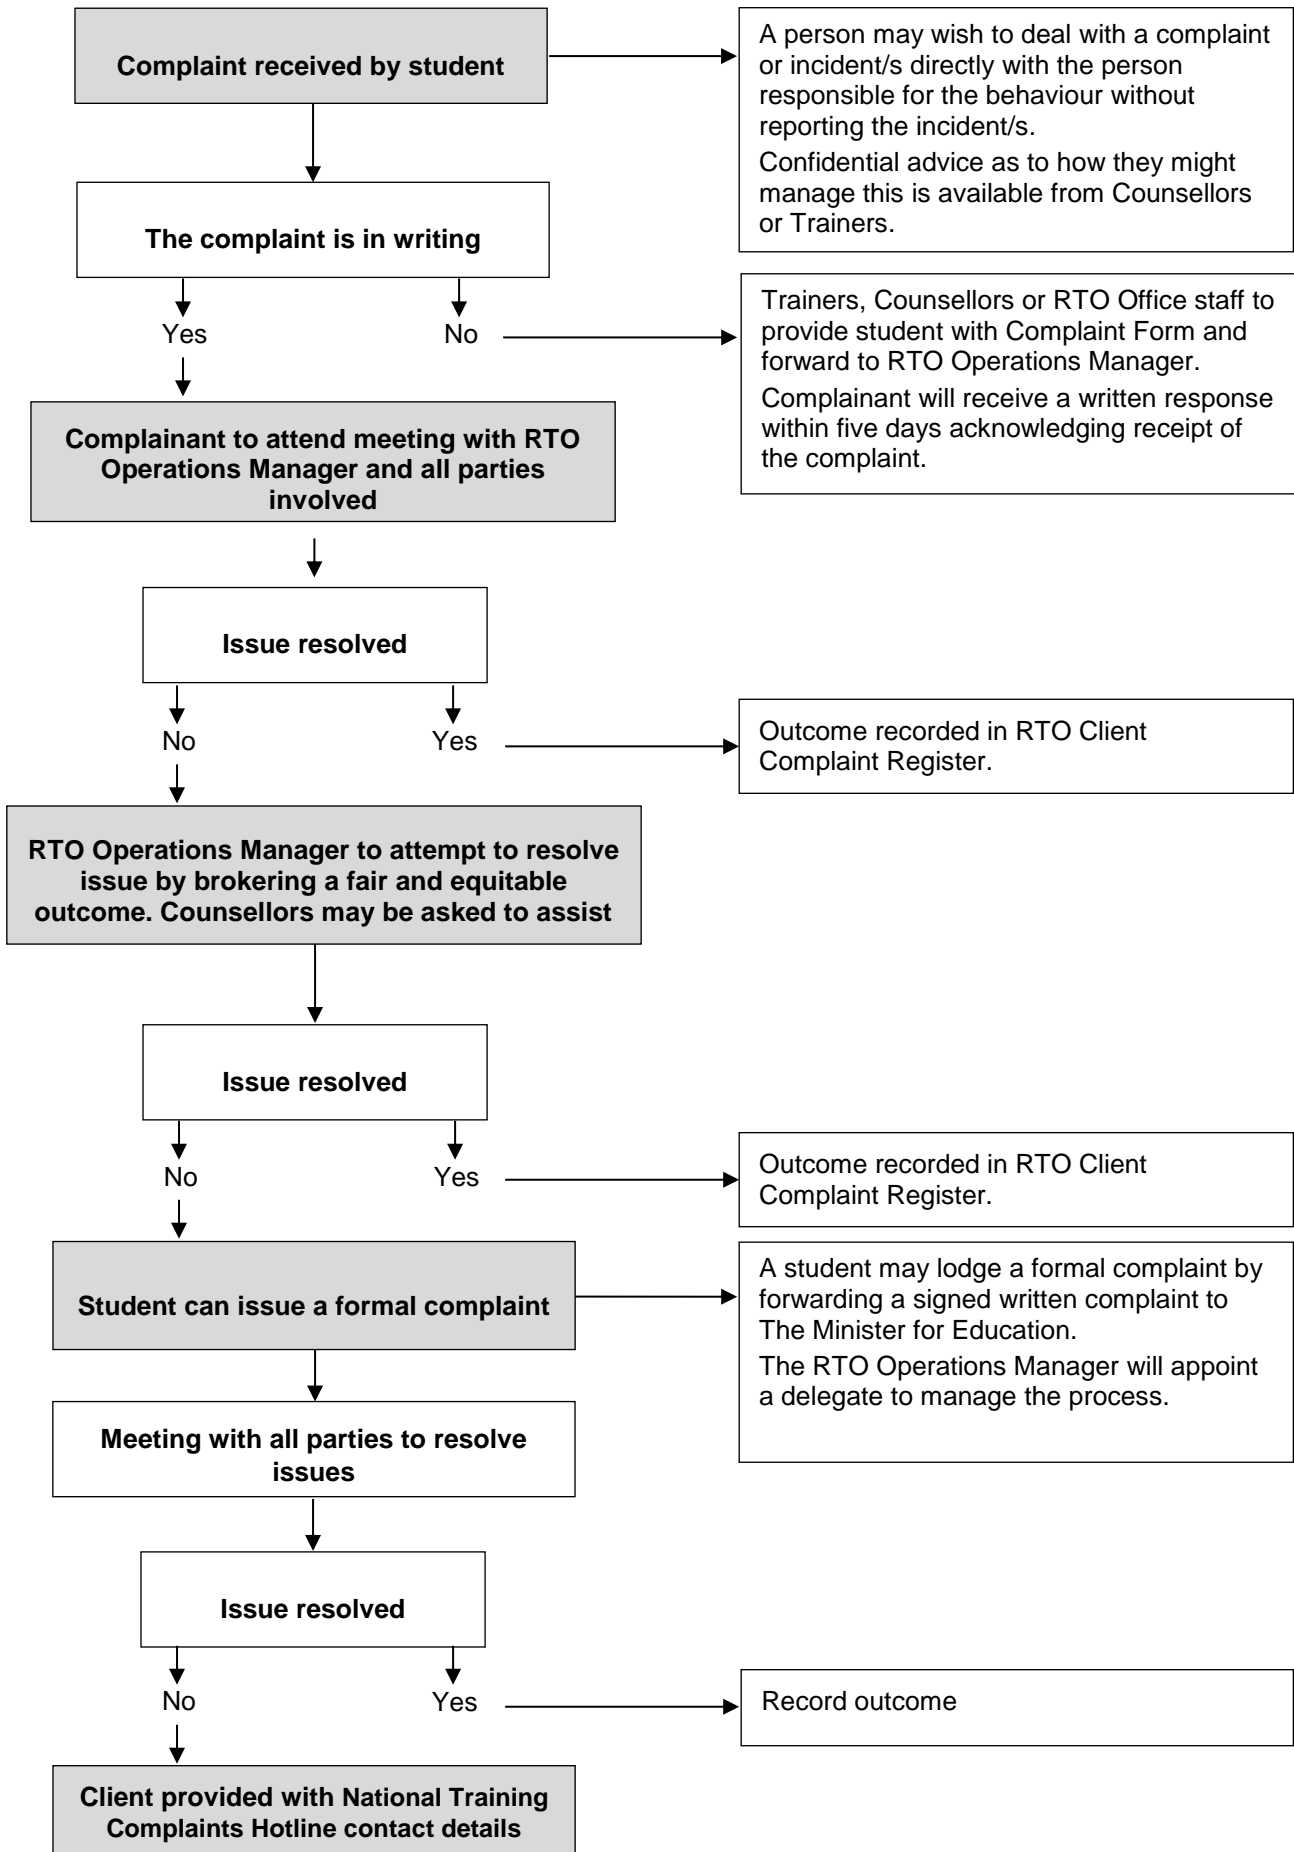 Complaint received by student
A person may wish to deal with a complaint
or incident/s directly with the person
responsible for the behaviour without
reporting the incident/s.
Confidential advice as to how they might
manage this is available from Counsellors
or Trainers.
The complaint is in writing
Yes
No
Trainers, Counsellors or RTO Office staff to
provide student with Complaint Form and
forward to RTO Operations Manager.
Complainant will receive a written response
within five days acknowledging receipt of
the complaint.
Complainant to attend meeting with RTO
Operations Manager and all parties
involved
Issue resolved
No
Yes
Outcome recorded in RTO Client
Complaint Register.
RTO Operations Manager to attempt to resolve
issue by brokering a fair and equitable
outcome. Counsellors may be asked to assist
Issue resolved
No
Yes
Outcome recorded in RTO Client
Complaint Register.
Student can issue a formal complaint
A student may lodge a formal complaint by
forwarding a signed written complaint to
The Minister for Education.
The RTO Operations Manager will appoint
a delegate to manage the process.
Meeting with all parties to resolve
issues
Issue resolved
No
Yes
Record outcome
Client provided with National Training
Complaints Hotline contact details